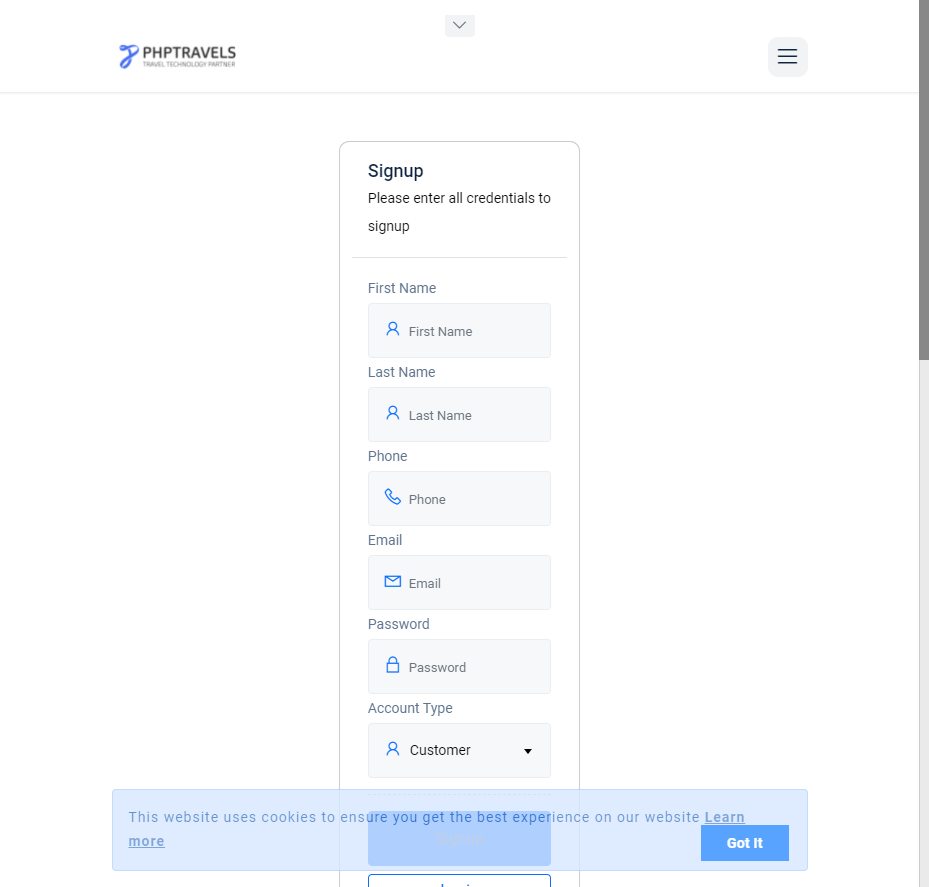 PHPTRAVELS
TRAVEL TECHNOLOGY PARTNER
Signup
Please enter all credentials to
signup
First Name
First Name
Last Name
Last Name
Phone
Phone
Email
Email
Password
Password
Account Type
Customer
This website uses cookies to ensure you get the best experience on our website Learn
more
Got It